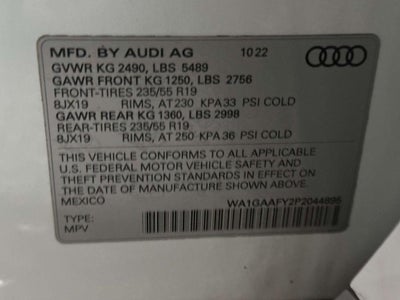 MFD. BY AUDI AG 10 22
GVWR KG 2490, LBS 5489
GAWR FRONT KG 1250, LBS 2756
FRONT-TIRES 235/55 R19
8JX19 RIMS, AT 230 KPA 33 PSI COLD
GAWR REAR KG 1360, LBS 2998
REAR-TIRES 235/55 R19
8JX19 RIMS, AT 250 KPA 36 PSI COLD
THIS VEHICLE CONFORMS TO ALL APPLICABLE
U.S. FEDERAL MOTOR VEHICLE SAFETY AND
THEFT PREVENTION STANDARDS IN EFFECT ON
THE DATE OF MANUFACTURE SHOWN ABOVE
MEXICO WA1GAAFY2P2044895
TYPE:
MPV